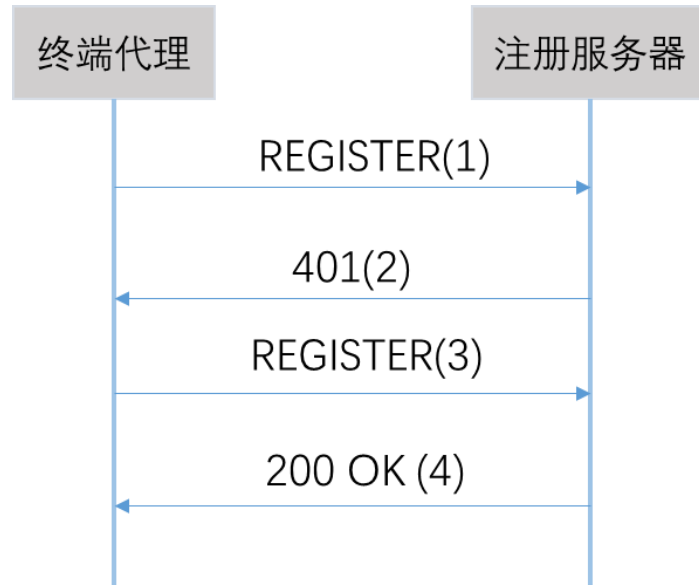 终端代理
注册服务器
REGISTER(1)
401(2)
REGISTER(3)
200 OK (4)